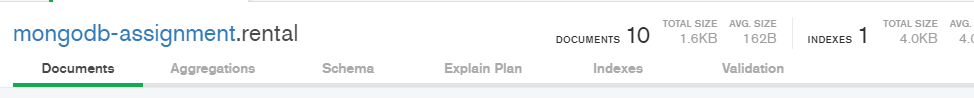 mongodb-assignment.rental
DOCUMENTS 10 TOTAL SIZE 1.6KB AVG. SIZE 162B INDEXES 1 TOTAL SIZE 4.0KB
Documents Aggregations Schema Explain Plan Indexes Validation